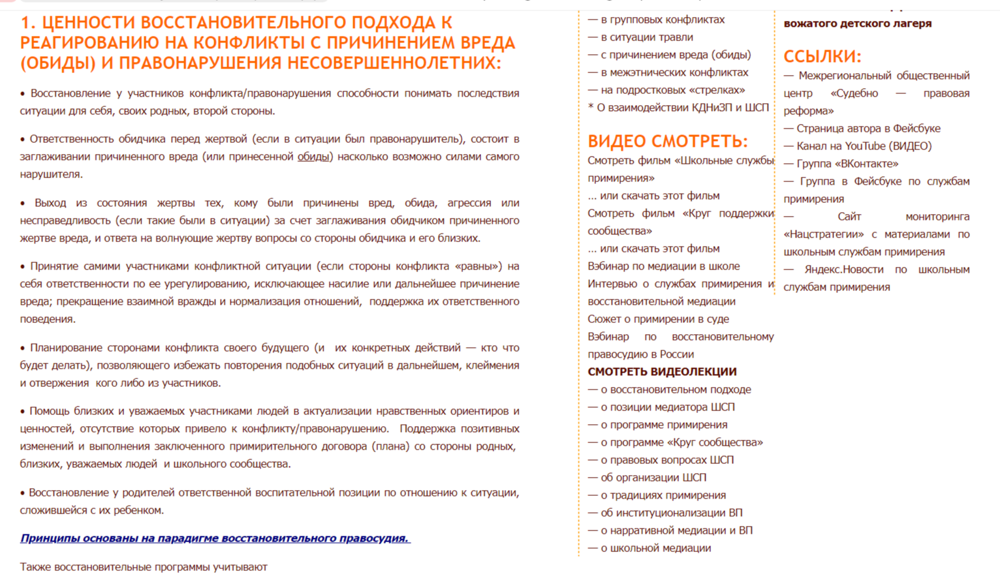 1. ЦЕННОСТИ ВОССТАНОВИТЕЛЬНОГО ПОДХОДА К
РЕАГИРОВАНИЮ НА КОНФЛИКТЫ С ПРИЧИНЕНИЕМ ВРЕДА
(ОБИДЫ) И ПРАВОНАРУШЕНИЯ НЕСОВЕРШЕННОЛЕТНИХ:
• Восстановление у участников конфликта/правонарушения способности понимать последствия
ситуации для себя, своих родных, второй стороны.
• Ответственность обидчика перед жертвой (если в ситуации был правонарушитель), состоит в
заглаживании причиненного вреда (или принесенной обиды) насколько возможно силами самого
нарушителя.
• Выход из состояния жертвы тех, кому были причинены вред, обида, агрессия или
несправедливость (если такие были в ситуации) за счет заглаживания обидчиком причиненного
жертве вреда, и ответа на волнующие жертву вопросы со стороны обидчика и его близких.
• Принятие самими участниками конфликтной ситуации (если стороны конфликта «равны») на
себя ответственности по ее урегулированию, исключающее насилие или дальнейшее причинение
вреда; прекращение взаимной вражды и нормализация отношений, поддержка их ответственного
поведения.
• Планирование сторонами конфликта своего будущего (и их конкретных действий — кто что
будет делать), позволяющего избежать повторения подобных ситуаций в дальнейшем, клеймения
и отвержения кого либо из участников.
• Помощь близких и уважаемых участниками людей в актуализации нравственных ориентиров и
ценностей, отсутствие которых привело к конфликту/правонарушению. Поддержка позитивных
изменений и выполнения заключенного примирительного договора (плана) со стороны родных,
близких, уважаемых людей и школьного сообщества.
• Восстановление у родителей ответственной воспитательной позиции по отношению к ситуации,
сложившейся с их ребенком.
Принципы основаны на парадигме восстановительного правосудия.
Также восстановительные программы учитывают
— в групповых конфликтах
— в ситуации травли
— с причинением вреда (обиды)
— в межэтнических конфликтах
— на подростковых «стрелках»
* О взаимодействии КДНиЗП и ШСП
ВИДЕО СМОТРЕТЬ:
Смотреть фильм «Школьные службы
примирения»
... или скачать этот фильм
Смотреть фильм «Круг поддержки
сообщества»
... или скачать этот фильм
Вэбинар по медиации в школе
Интервью о службах примирения и
восстановительной медиации
Сюжет о примирении в суде
Вэбинар по восстановительному
правосудию в России
СМОТРЕТЬ ВИДЕОЛЕКЦИИ
— о восстановительном подходе
— о позиции медиатора ШСП
— о программе примирения
— о программе «Круг сообщества»
— о правовых вопросах ШСП
— об организации ШСП
— о традициях примирения
— об институционализации ВП
— о нарративной медиации и ВП
— о школьной медиации
вожатого детского лагеря
ССЫЛКИ:
— Межрегиональный общественный
центр «Судебно — правовая
реформа»
— Страница автора в Фейсбуке
— Канал на YouTube (ВИДЕО)
— Группа «ВКонтакте»
— Группа в Фейсбуке по службам
примирения
— Сайт мониторинга
«Нацстратегии» с материалами по
школьным службам примирения
— Яндекс.Новости по школьным
службам примирения